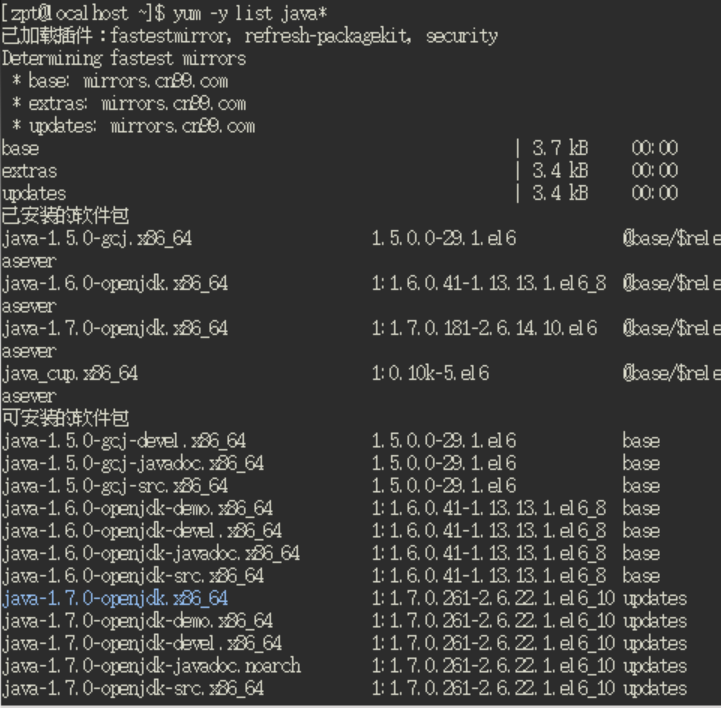 [zpt@localhost ~]$ yum -y list java*
已加载插件：fastestmirror, refresh-packagekit, security
Determining fastest mirrors
 * base: mirrors.cn99.com
 * extras: mirrors.cn99.com
 * updates: mirrors.cn99.com
base | 3.7 kB 00:00
extras | 3.4 kB 00:00
updates | 3.4 kB 00:00
已安装的软件包
java-1.5.0-gcj.x86_64 1.5.0.0-29.1.el6 @base/$rele
asever
java-1.6.0-openjdk.x86_64 1:1.6.0.41-1.13.13.1.el6_8 @base/$rele
asever
java-1.7.0-openjdk.x86_64 1:1.7.0.181-2.6.14.10.el6 @base/$rele
asever
java_cup.x86_64 1:0.10k-5.el6 @base/$rele
asever
可安装的软件包
java-1.5.0-gcj-devel.x86_64 1.5.0.0-29.1.el6 base
java-1.5.0-gcj-javadoc.x86_64 1.5.0.0-29.1.el6 base
java-1.5.0-gcj-src.x86_64 1.5.0.0-29.1.el6 base
java-1.6.0-openjdk-demo.x86_64 1:1.6.0.41-1.13.13.1.el6_8 base
java-1.6.0-openjdk-devel.x86_64 1:1.6.0.41-1.13.13.1.el6_8 base
java-1.6.0-openjdk-javadoc.x86_64 1:1.6.0.41-1.13.13.1.el6_8 base
java-1.6.0-openjdk-src.x86_64 1:1.6.0.41-1.13.13.1.el6_8 base
java-1.7.0-openjdk.x86_64 1:1.7.0.261-2.6.22.1.el6_10 updates
java-1.7.0-openjdk-demo.x86_64 1:1.7.0.261-2.6.22.1.el6_10 updates
java-1.7.0-openjdk-devel.x86_64 1:1.7.0.261-2.6.22.1.el6_10 updates
java-1.7.0-openjdk-javadoc.noarch 1:1.7.0.261-2.6.22.1.el6_10 updates
java-1.7.0-openjdk-src.x86_64 1:1.7.0.261-2.6.22.1.el6_10 updates